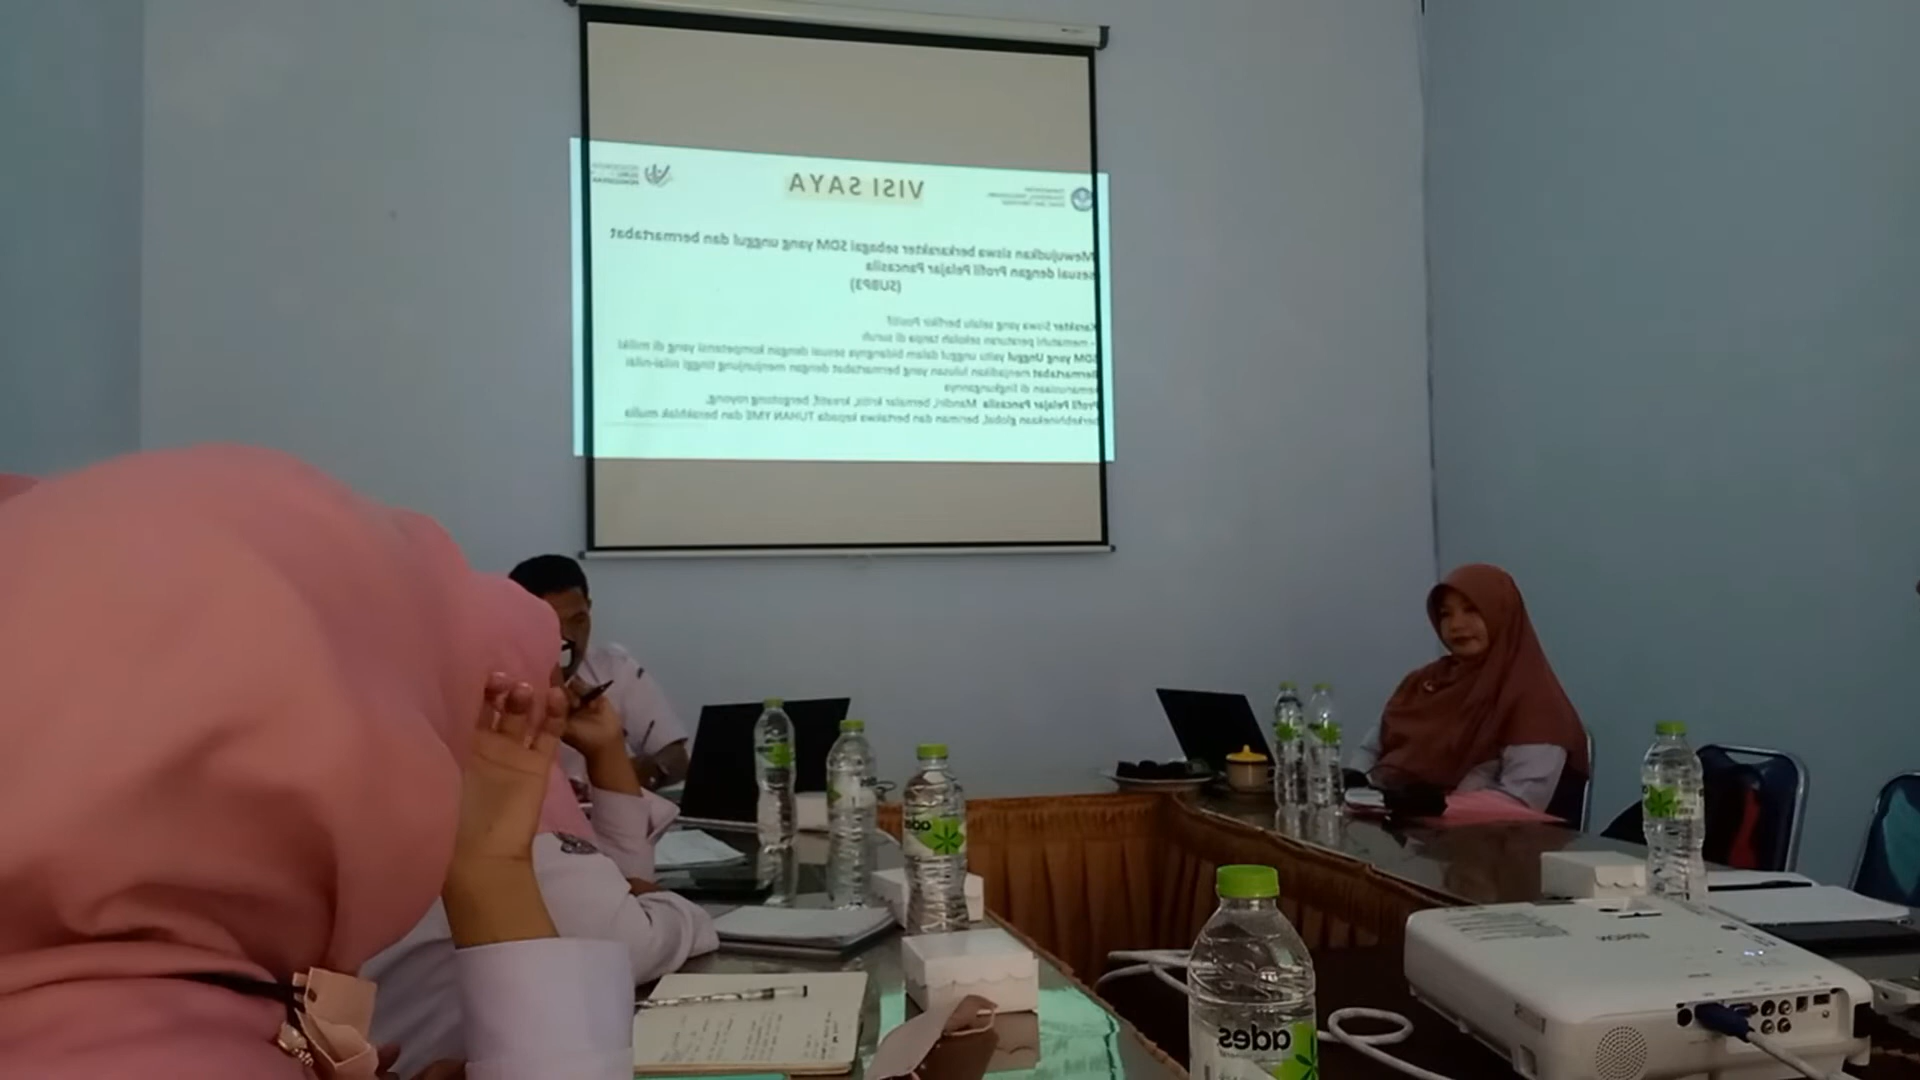 VISI SAYA
Mewujudkan siswa berkarakter sebagai SDM yang unggul dan bermartabat
sesuai dengan Profil Pelajar Pancasila
(SUBP3)
Karakter Siswa yang selalu berfikir Positif
- mematuhi peraturan sekolah tanpa di suruh
SDM yang Unggul yaitu unggul dalam bidangnya sesuai dengan kompetensi yang di miliki
Bermartabat menjadikan lulusan yang bermartabat dengan menjunjung tinggi nilai-nilai
kemanusiaan di lingkungannya
Profil Pelajar Pancasila Mandiri, bernalar kritis, kreatif, bergotong royong,
berkebhinekaan global, beriman dan bertakwa kepada TUHAN YME dan berakhlak mulia
ades
ades